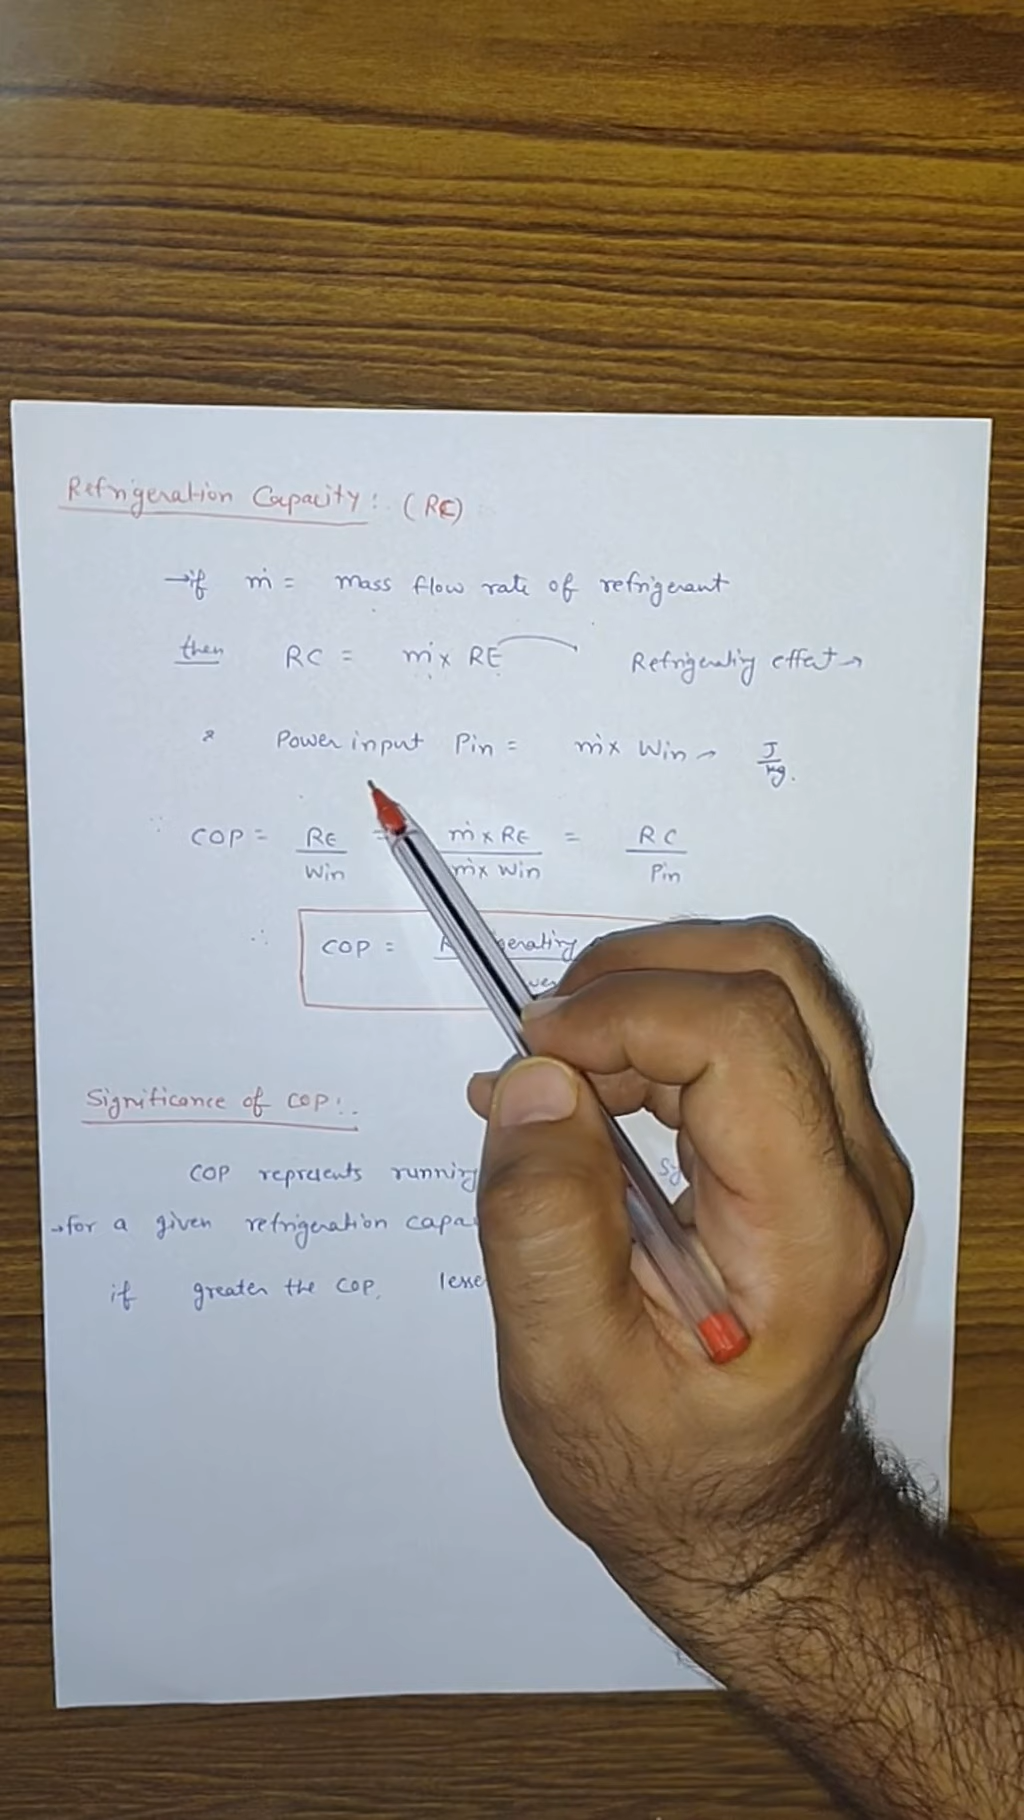 Refrigeration Capacity: (RC)
→if ṁ = mass flow rate of refrigerant
then RC = ṁ x RE Refrigerating effect →
& Power input Pin = ṁ x Win → J/kg.
∵ COP = RE/Win = ṁ x RE/ṁ x Win = RC/Pin
∴ COP =
Significance of COP:.
COP represents running
→for a given refrigeration
if greater the COP,